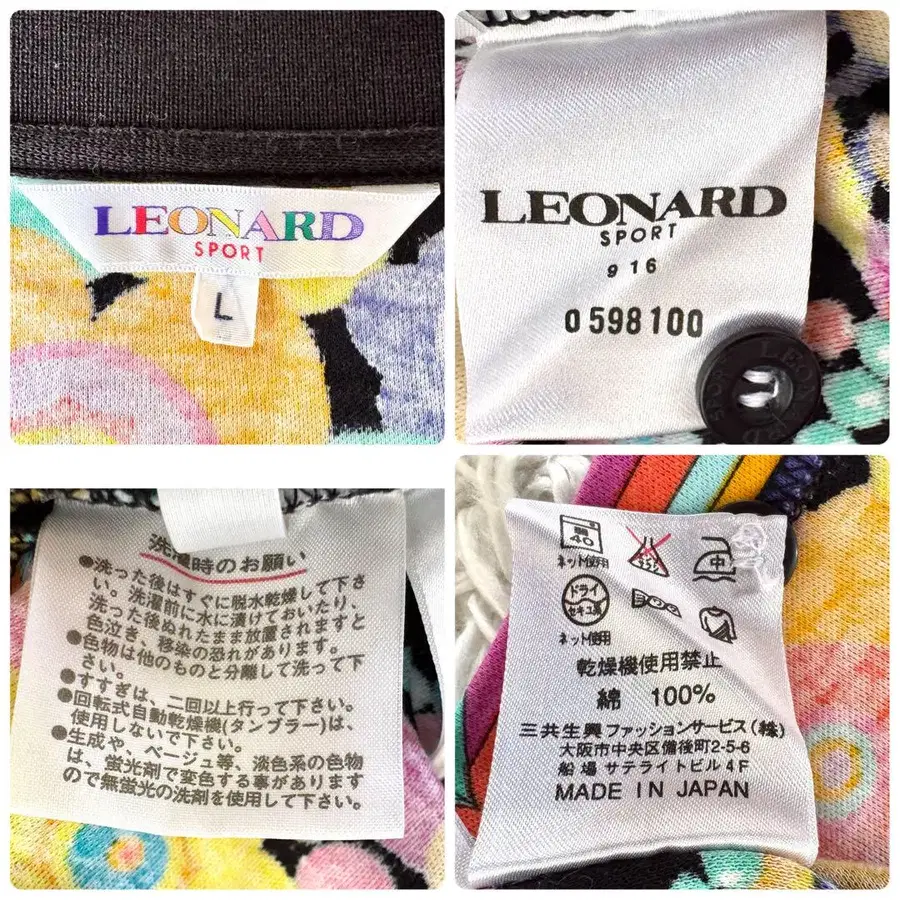 LEONARD
SPORT
L
LEONARD
SPORT
9 16
0598100
LEONARD
洗濯時のお願い
●洗った後はすぐに脱水乾燥して下さ
い。洗濯前に水に漬けておいたり、
洗った後ぬれたまま放置されますと
色泣き、移染の恐れがあります。
●色物は他のものと分離して洗って下
さい。
●すすぎは、二回以上行って下さい。
●回転式自動乾燥機(タンブラー)は、
使用しないで下さい。
●生成や、ベージュ等、淡色系の色物
は、蛍光剤で変色する事があります
ので無蛍光の洗剤を使用して下さい。
40
ネット使用
中
ドライ
セキユ系
ネット使用
乾燥機使用禁止
綿 100%
三共生興ファッションサービス(株)
大阪市中央区備後町2-5-6
船場サテライトビル4F
MADE IN JAPAN